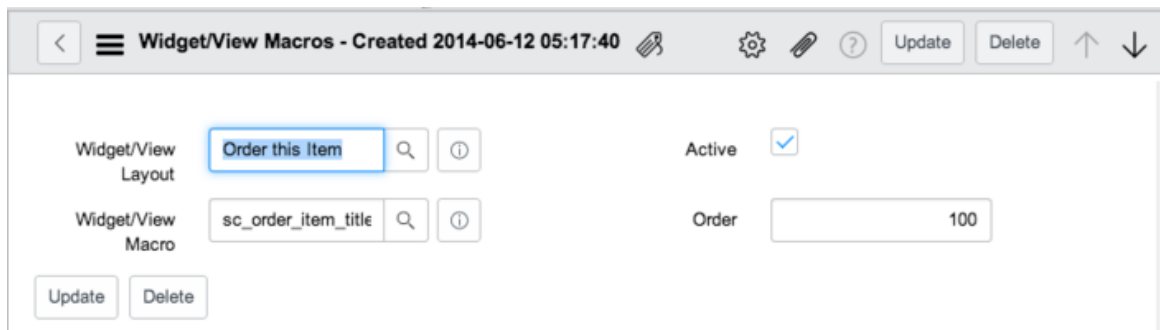 Widget/View Macros - Created 2014-06-12 05:17:40
Update
Delete
Widget/View
Layout
Order this Item
Active
Widget/View
Macro
sc_order_item_title
Order
100
Update
Delete